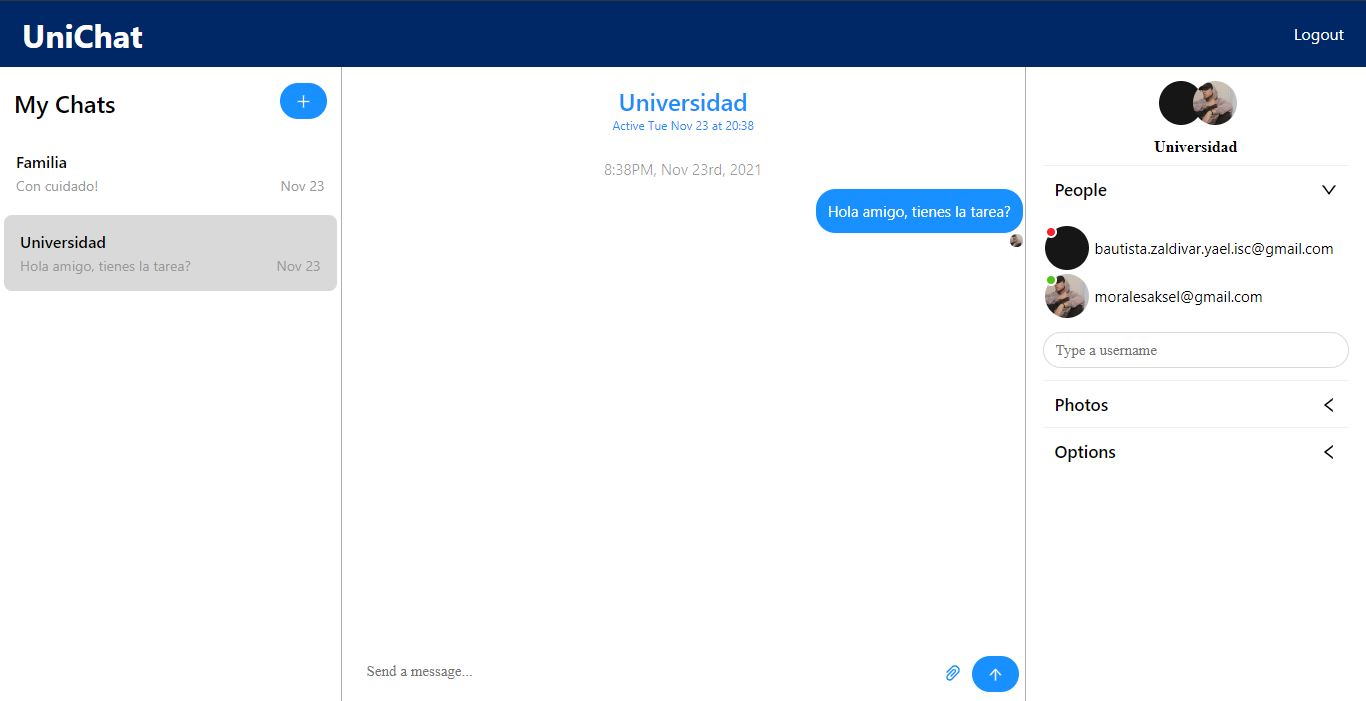 UniChat
Logout
My Chats
Familia
Con cuidado!
Nov 23
Universidad
Hola amigo, tienes la tarea?
Nov 23
Universidad
Active Tue Nov 23 at 20:38
8:38PM, Nov 23rd, 2021
Hola amigo, tienes la tarea?
Send a message...
Universidad
People
bautista.zaldivar.yael.isc@gmail.com
moralesaksel@gmail.com
Type a username
Photos
Options